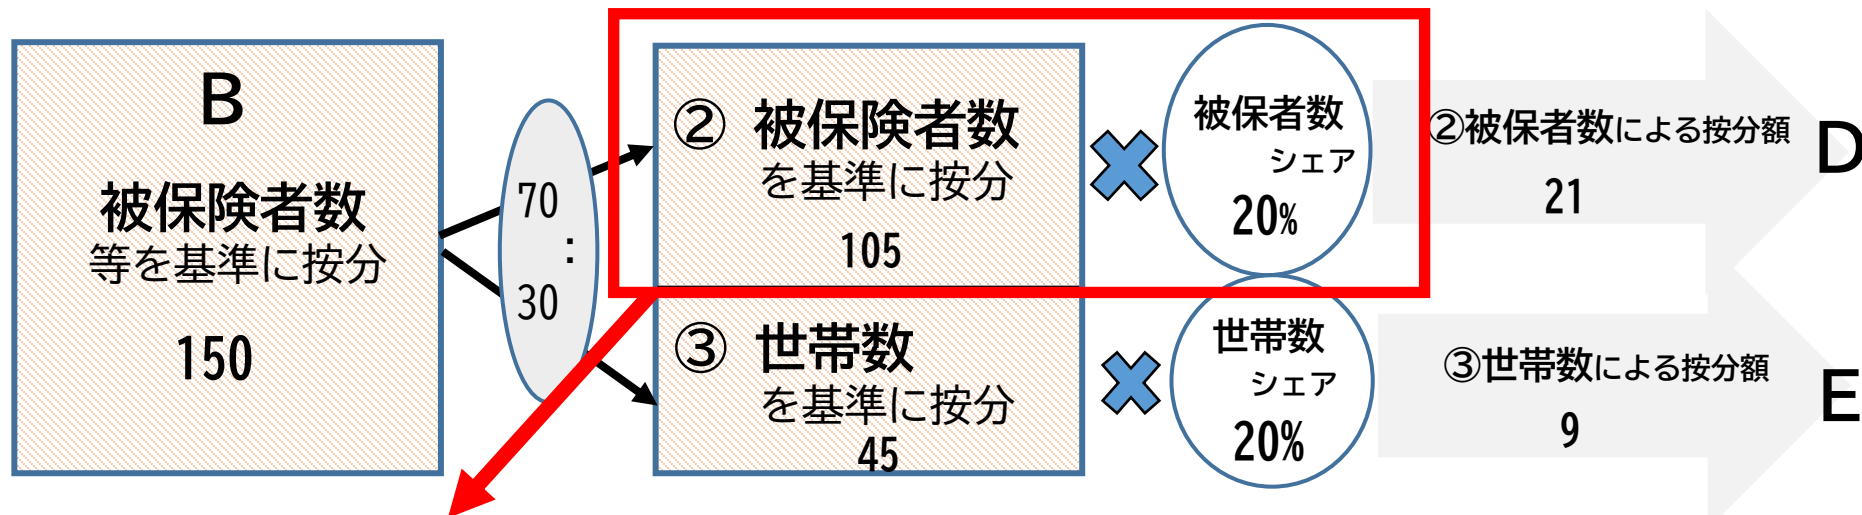 B
被保険者数
等を基準に按分
150
70
:
30
② 被保険者数
を基準に按分
105
被保者数
シェア
20%
②被保者数による按分額
21
D
③ 世帯数
を基準に按分
45
世帯数
シェア
20%
③世帯数による按分額
9
E